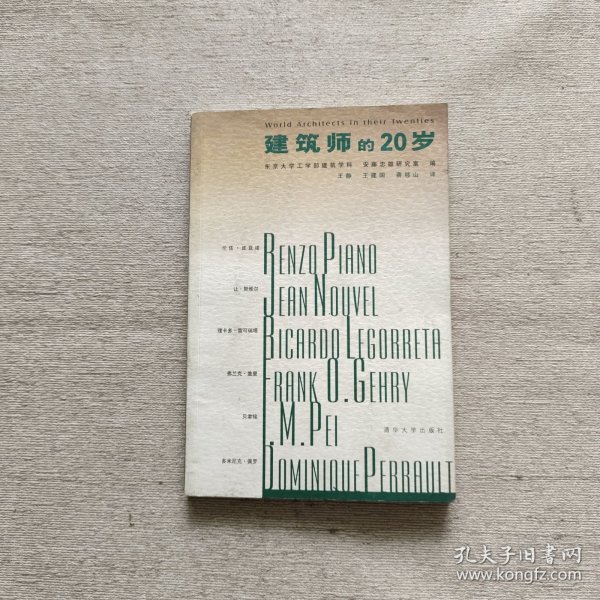 World Architects in their Twenties
建筑师的20岁
东京大学工学部建筑学科 安藤忠雄研究室 编
王静 王建国 费移山 译
伦佐·皮亚诺
RENZO PIANO
让·努维尔
JEAN NOUVEL
理卡多·雷可瑞塔
RICARDO LEGORRETA
弗兰克·盖里
FRANK O. GEHRY
贝聿铭
I.M. PEI
清华大学出版社
多米尼克·佩罗
DOMINIQUE PERRAULT
孔夫子旧书网
www.kongfz.com